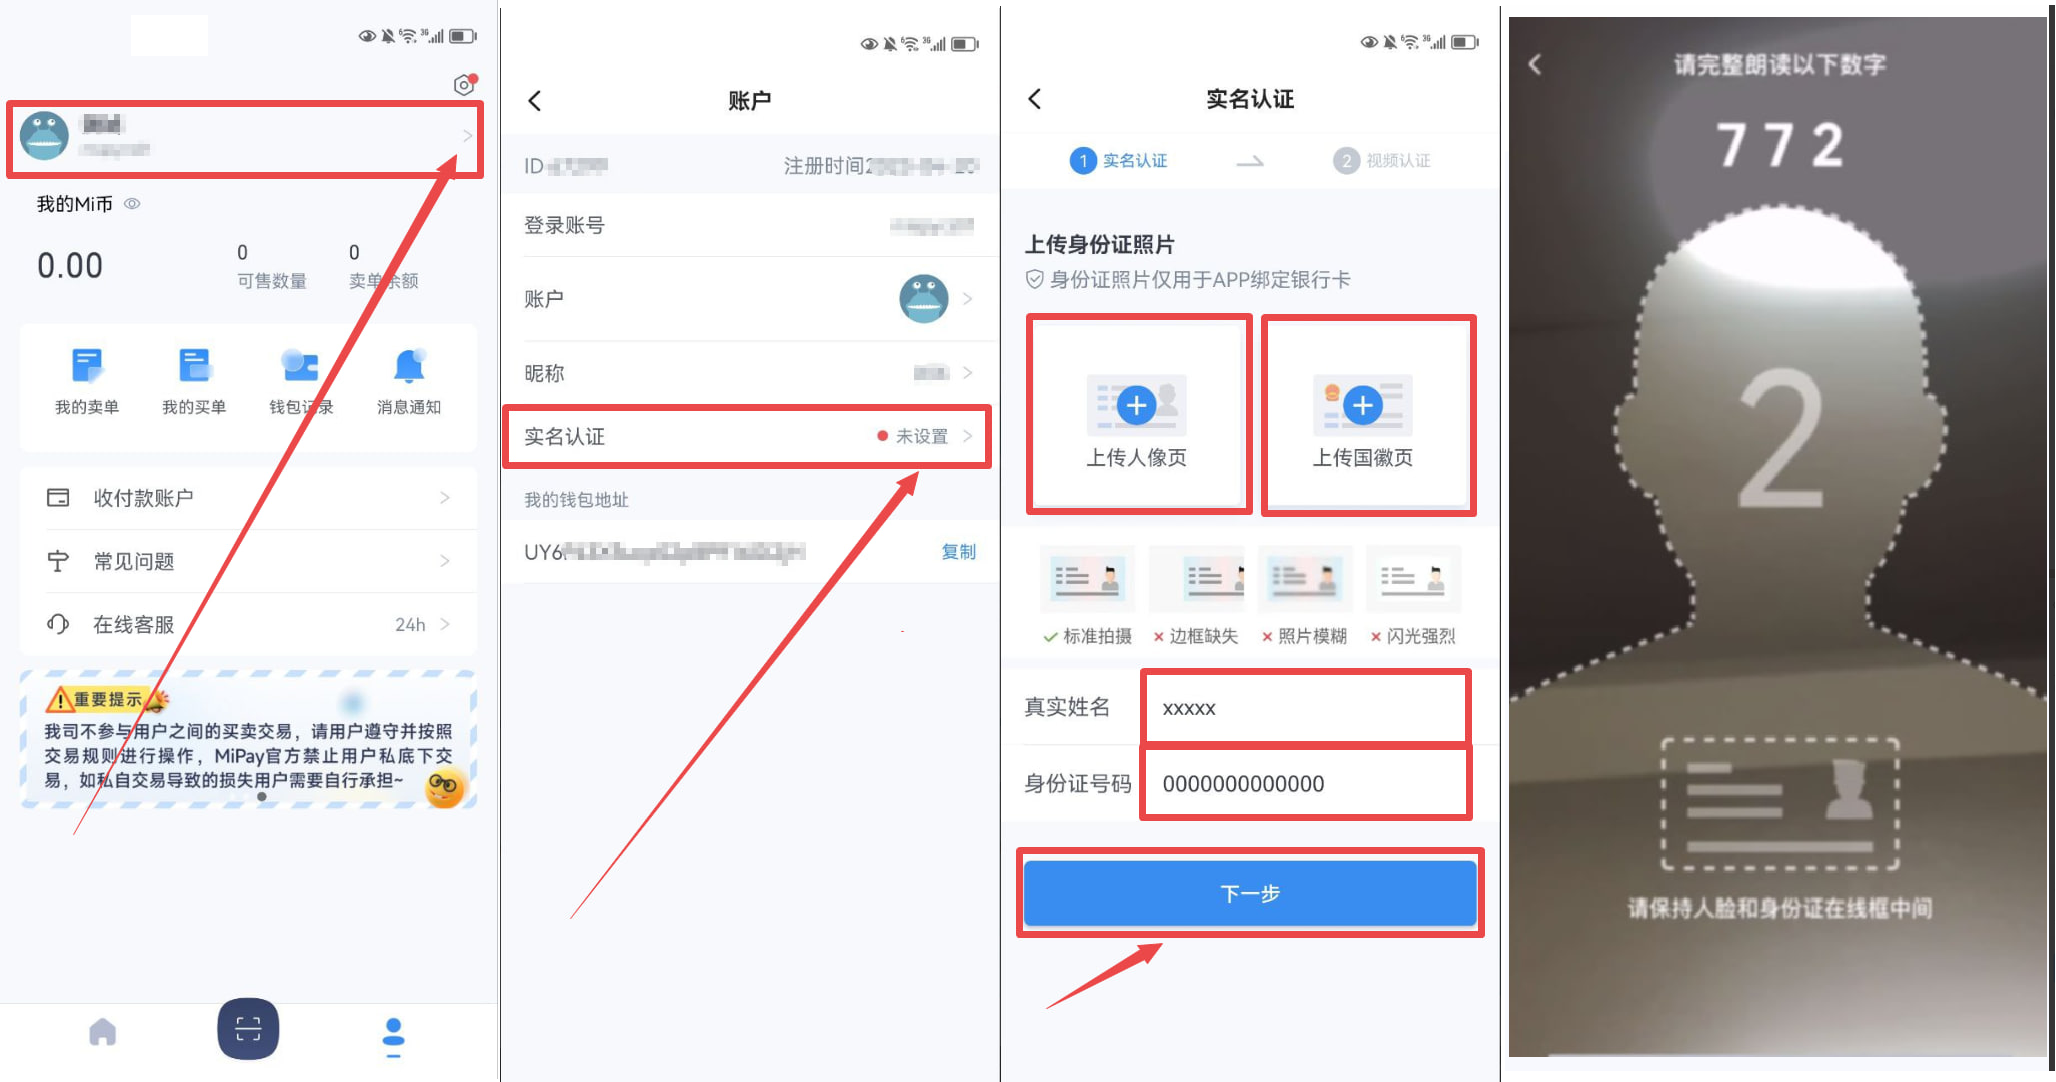 我的Mi币
0.00
0
可售数量
0
卖单余额
我的卖单
我的买单
钱包记录
消息通知
收付款账户
常见问题
在线客服
24h
重要提示
我司不参与用户之间的买卖交易，请用户遵守并按照
交易规则进行操作，MiPay官方禁止用户私底下交
易，如私自交易导致的损失用户需要自行承担~
账户
ID
注册时间
登录账号
账户
昵称
实名认证
未设置
我的钱包地址
UY6
复制
实名认证
1 实名认证
2 视频认证
上传身份证照片
身份证照片仅用于APP绑定银行卡
上传人像页
上传国徽页
标准拍摄
边框缺失
照片模糊
闪光强烈
真实姓名
xxxxx
身份证号码
0000000000000
下一步
请完整朗读以下数字
772
2
请保持人脸和身份证在线框中间